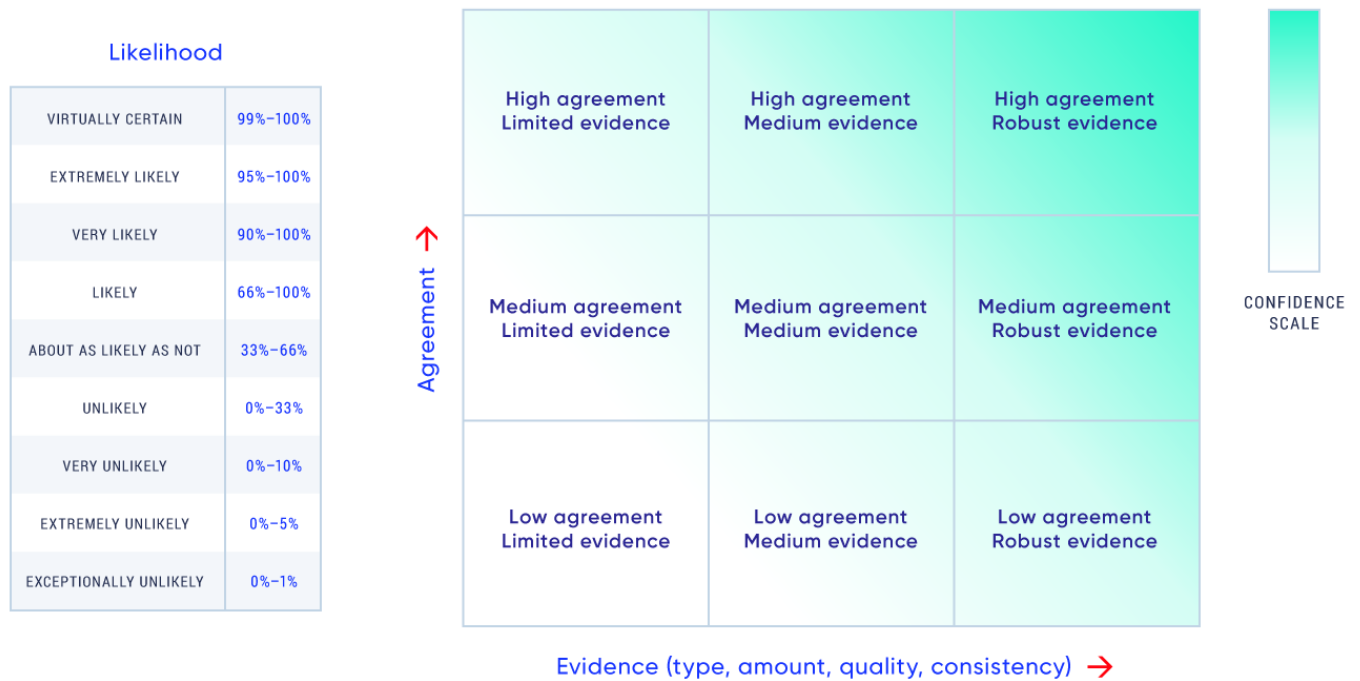 Likelihood
VIRTUALLY CERTAIN 99%–100%
EXTREMELY LIKELY 95%–100%
VERY LIKELY 90%–100%
LIKELY 66%–100%
ABOUT AS LIKELY AS NOT 33%–66%
UNLIKELY 0%–33%
VERY UNLIKELY 0%–10%
EXTREMELY UNLIKELY 0%–5%
EXCEPTIONALLY UNLIKELY 0%–1%
Agreement →
High agreement
Limited evidence
High agreement
Medium evidence
High agreement
Robust evidence
Medium agreement
Limited evidence
Medium agreement
Medium evidence
Medium agreement
Robust evidence
Low agreement
Limited evidence
Low agreement
Medium evidence
Low agreement
Robust evidence
Evidence (type, amount, quality, consistency) →
CONFIDENCE
SCALE